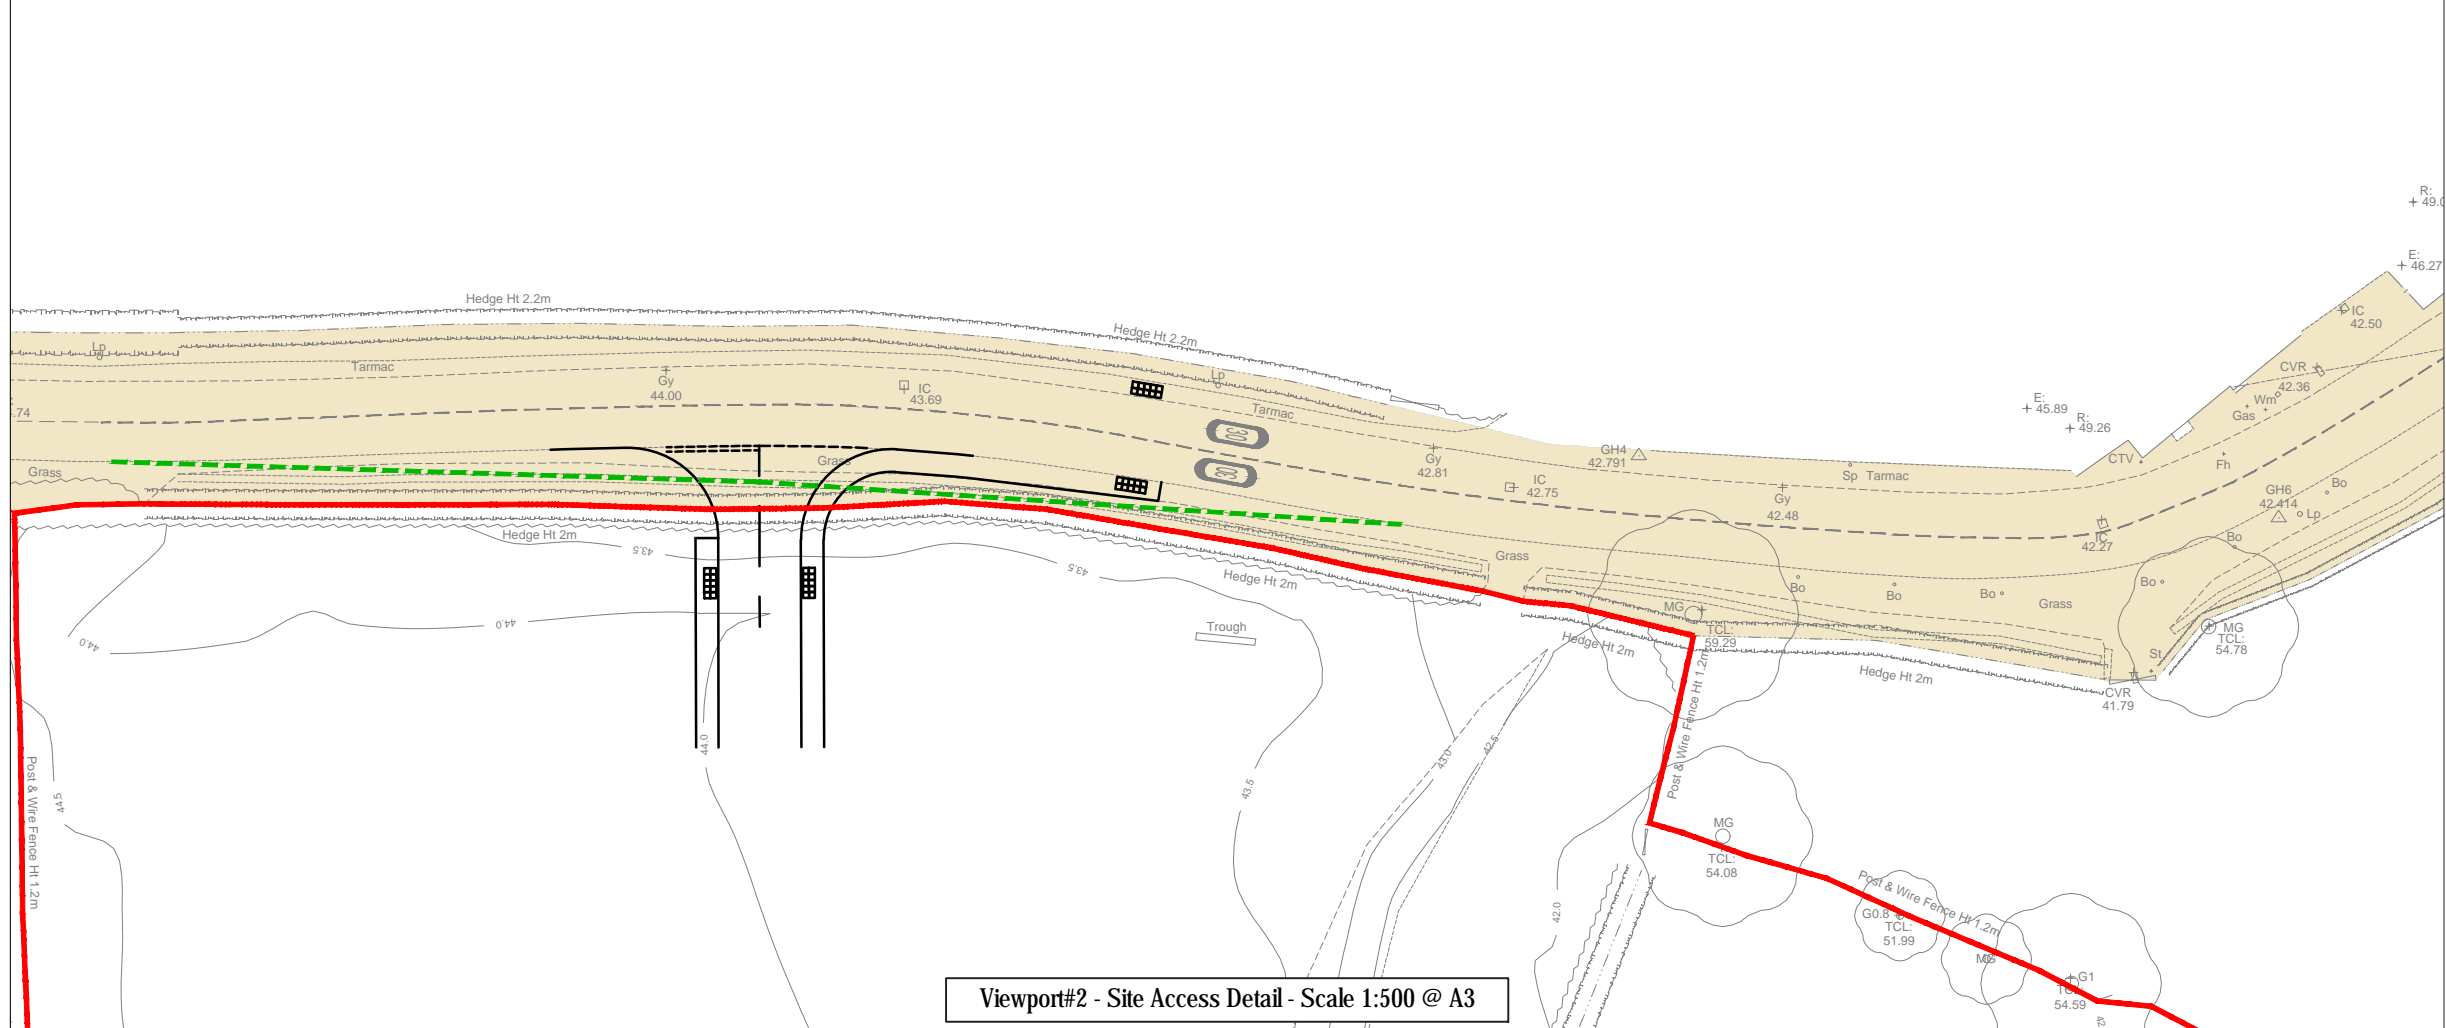 R:
49.0
E:
46.27
Hedge Ht 2.2m
IC
42.50
Hedge Ht 2.2m
Lp
Tarmac
Gy
44.00
IC
43.69
Lp
Tarmac
CVR
42.36
Wm
Gas
E:
45.89
R:
49.26
.74
30
30
Grass
Grass
Gy
42.81
GH4
42.791
IC
42.75
Sp
Tarmac
Gy
42.48
CTV
Fh
Bo
GH6
42.414
Lp
IC
42.27
Bo
Hedge Ht 2m
43.5
43.5
Hedge Ht 2m
Grass
Bo
Bo
Bo
Grass
Bo
MG
TCL:
59.29
MG
TCL:
54.78
44.0
44.0
Trough
Hedge Ht 2m
Hedge Ht 2m
St
CVR
41.79
Post & Wire Fence Ht 1.2m
44.0
43.0
42.5
43.5
44.5
Post & Wire Fence Ht 1.2m
MG
TCL:
54.08
42.0
Post & Wire Fence Ht 1.2m
G0.8
TCL:
51.99
MG
G1
TCL:
54.59
42
Viewport#2 - Site Access Detail - Scale 1:500 @ A3